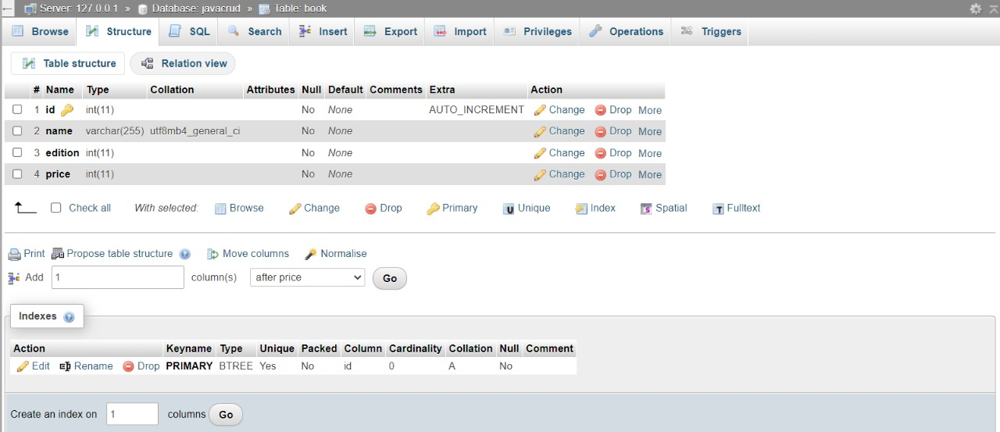 Server: 127.0.0.1 » Database: javacrud » Table: book
Browse Structure SQL Search Insert Export Import Privileges Operations Triggers
Table structure Relation view
# Name Type Collation Attributes Null Default Comments Extra Action
1 id int(11) No None AUTO_INCREMENT Change Drop More
2 name varchar(255) utf8mb4_general_ci No None Change Drop More
3 edition int(11) No None Change Drop More
4 price int(11) No None Change Drop More
Check all With selected: Browse Change Drop Primary Unique Index Spatial Fulltext
Print Propose table structure Move columns Normalise
Add 1 column(s) after price Go
Indexes
Action Keyname Type Unique Packed Column Cardinality Collation Null Comment
Edit Rename Drop PRIMARY BTREE Yes No id 0 A No
Create an index on 1 columns Go